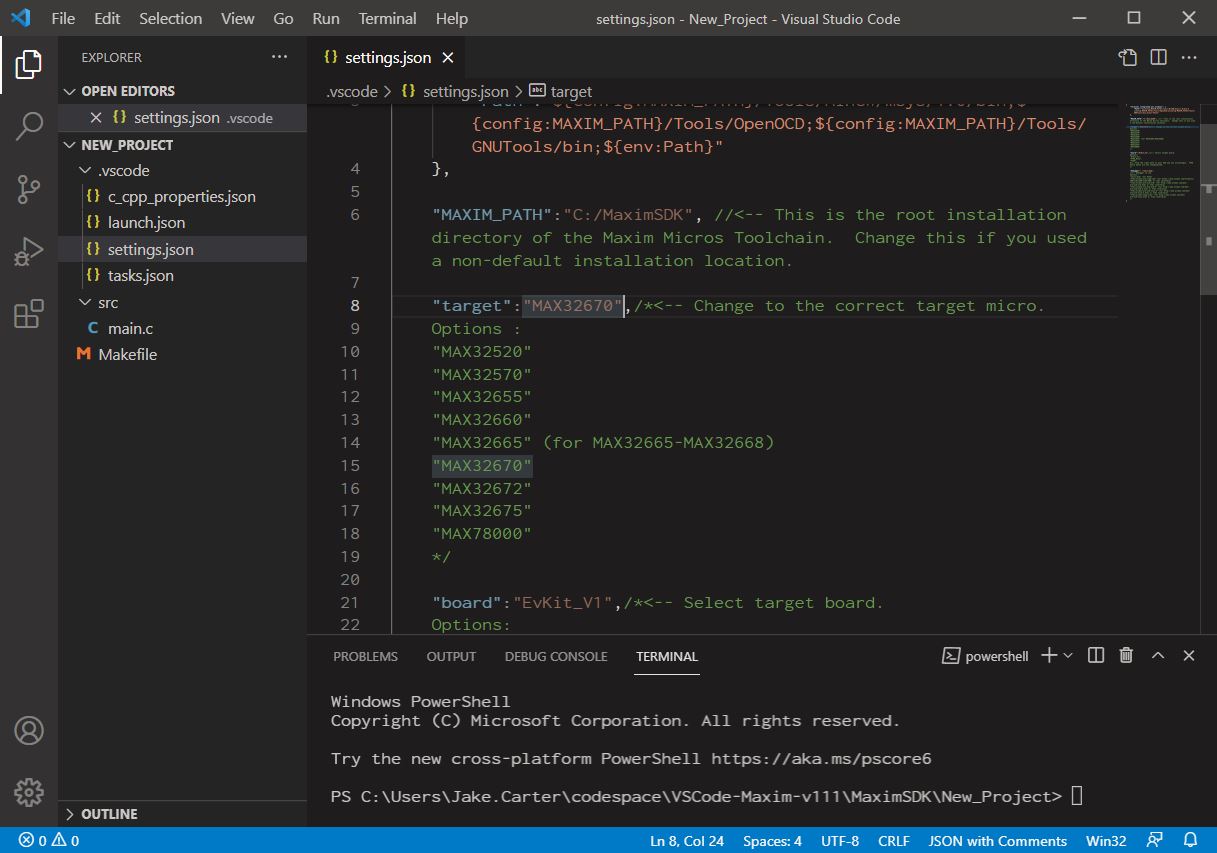 File Edit Selection View Go Run Terminal Help
settings.json - New_Project - Visual Studio Code
EXPLORER
OPEN EDITORS
settings.json .vscode
NEW_PROJECT
.vscode
{} c_cpp_properties.json
{} launch.json
{} settings.json
{} tasks.json
src
C main.c
M Makefile
OUTLINE
{} settings.json
.vscode > {} settings.json > abc target
{config:MAXIM_PATH}/Tools/OpenOCD;${config:MAXIM_PATH}/Tools/
GNUTools/bin;${env:Path}"
4 },
5
6 "MAXIM_PATH":"C:/MaximSDK", //<-- This is the root installation
directory of the Maxim Micros Toolchain.  Change this if you used
a non-default installation location.
7
8 "target":"MAX32670",/*<-- Change to the correct target micro.
9 Options :
10 "MAX32520"
11 "MAX32570"
12 "MAX32655"
13 "MAX32660"
14 "MAX32665" (for MAX32665-MAX32668)
15 "MAX32670"
16 "MAX32672"
17 "MAX32675"
18 "MAX78000"
19 */
20
21 "board":"EvKit_V1",/*<-- Select target board.
22 Options:
PROBLEMS OUTPUT DEBUG CONSOLE TERMINAL
powershell
Windows PowerShell
Copyright (C) Microsoft Corporation. All rights reserved.
Try the new cross-platform PowerShell https://aka.ms/pscore6
PS C:\Users\Jake.Carter\codespace\VSCode-Maxim-v111\MaximSDK\New_Project>
0 0
Ln 8, Col 24 Spaces: 4 UTF-8 CRLF JSON with Comments Win32